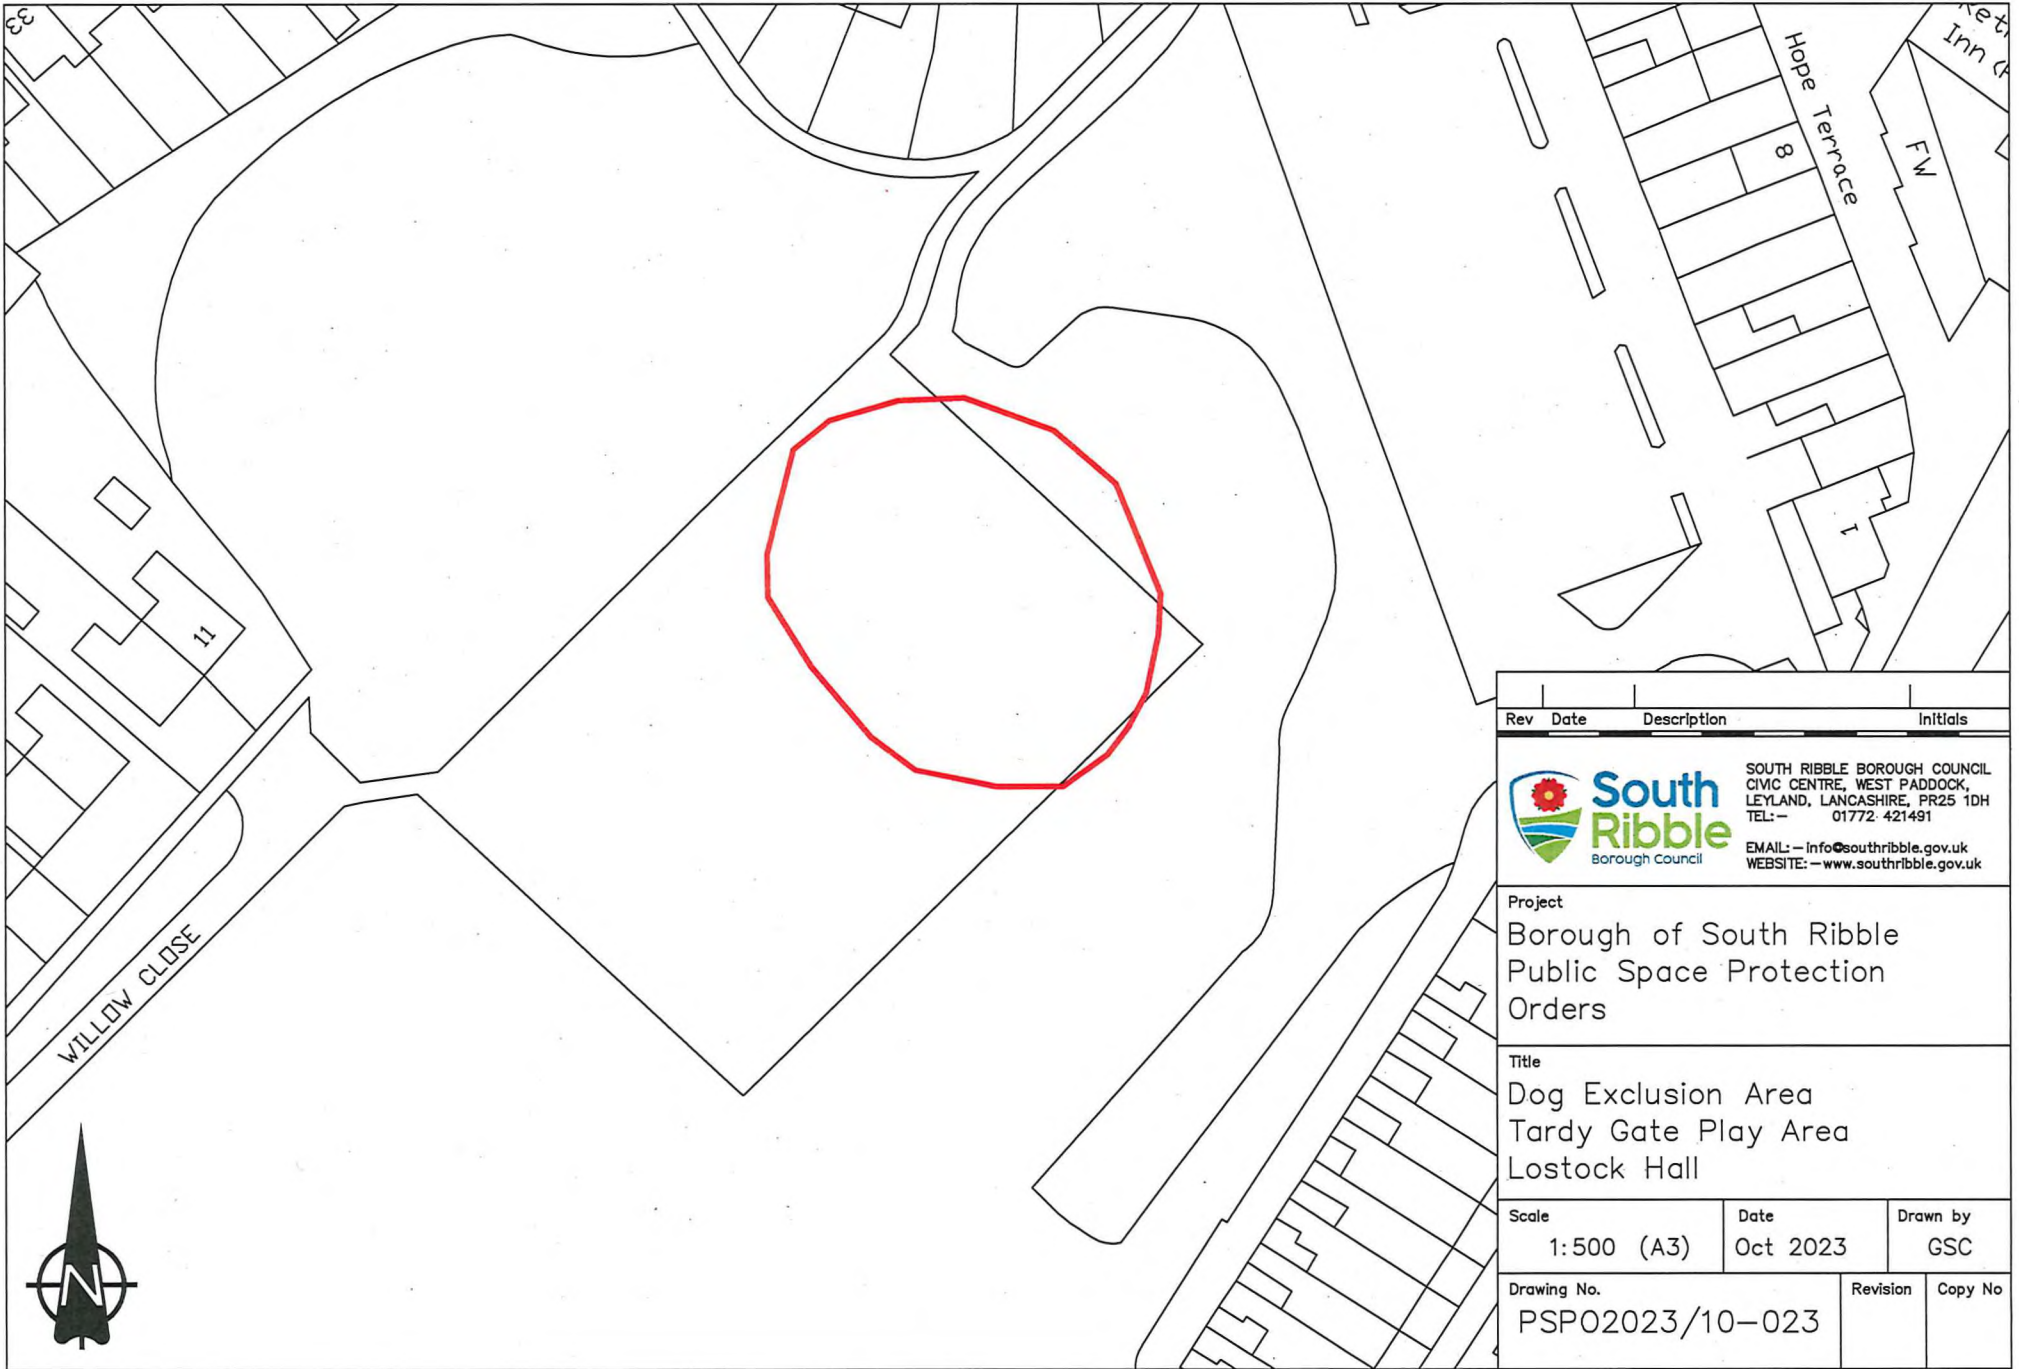 33
Inn
Hope Terrace
8
FW
1
11
WILLOW CLOSE
N
Rev Date Description Initials
South
Ribble
Borough Council
SOUTH RIBBLE BOROUGH COUNCIL
CIVIC CENTRE, WEST PADDOCK,
LEYLAND, LANCASHIRE, PR25 1DH
TEL:- 01772 421491
EMAIL:-info@southribble.gov.uk
WEBSITE:-www.southribble.gov.uk
Project
Borough of South Ribble
Public Space Protection
Orders
Title
Dog Exclusion Area
Tardy Gate Play Area
Lostock Hall
Scale Date Drawn by
1:500 (A3) Oct 2023 GSC
Drawing No. Revision Copy No
PSPO2023/10-023